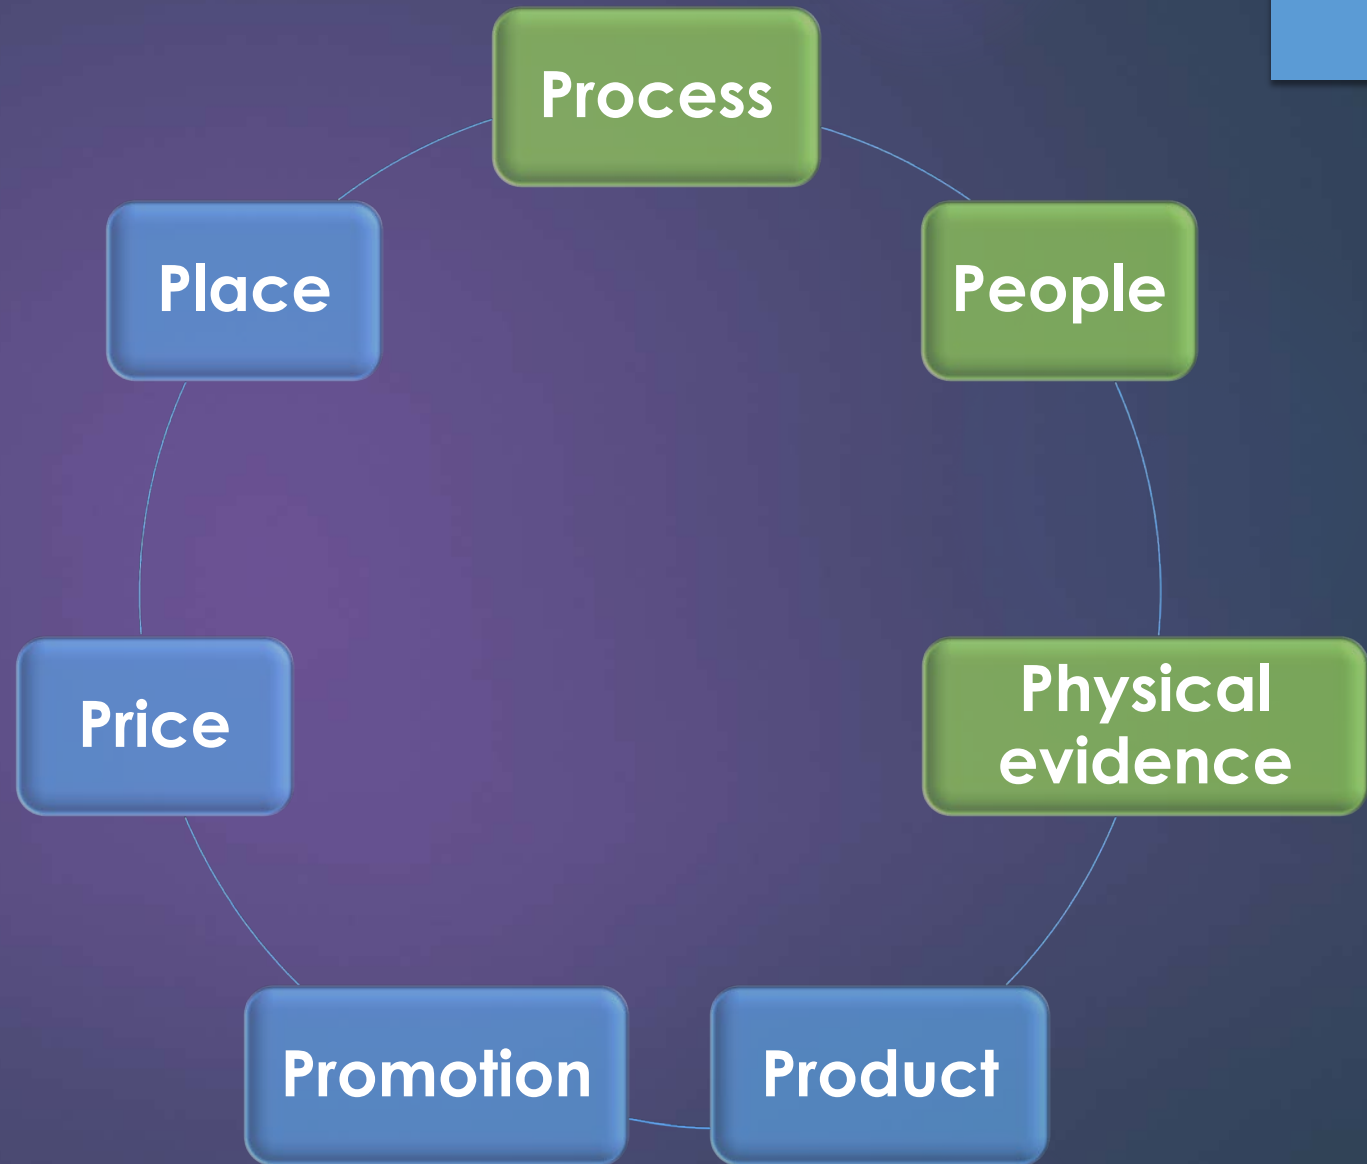 Process
People
Physical
evidence
Product
Promotion
Price
Place